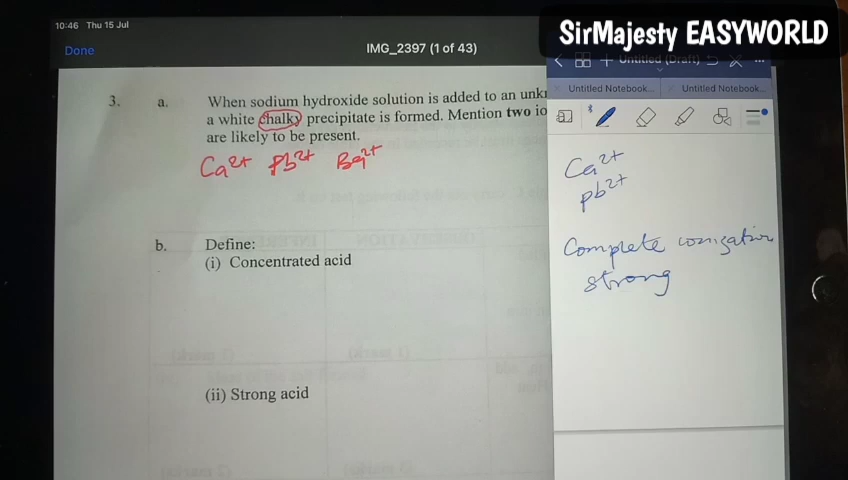 10:46 Thu 15 Jul
SirMajesty EASYWORLD
Done
IMG_2397 (1 of 43)
Untitled (Draft)
Untitled Notebook...
Untitled Notebook...
3. a. When sodium hydroxide solution is added to an unk
a white chalky precipitate is formed. Mention two io
are likely to be present.
Ca2+ Pb2+ Ba2+
b. Define:
(i) Concentrated acid
(ii) Strong acid
Ca2+
Pb2+
Complete ionization
strong